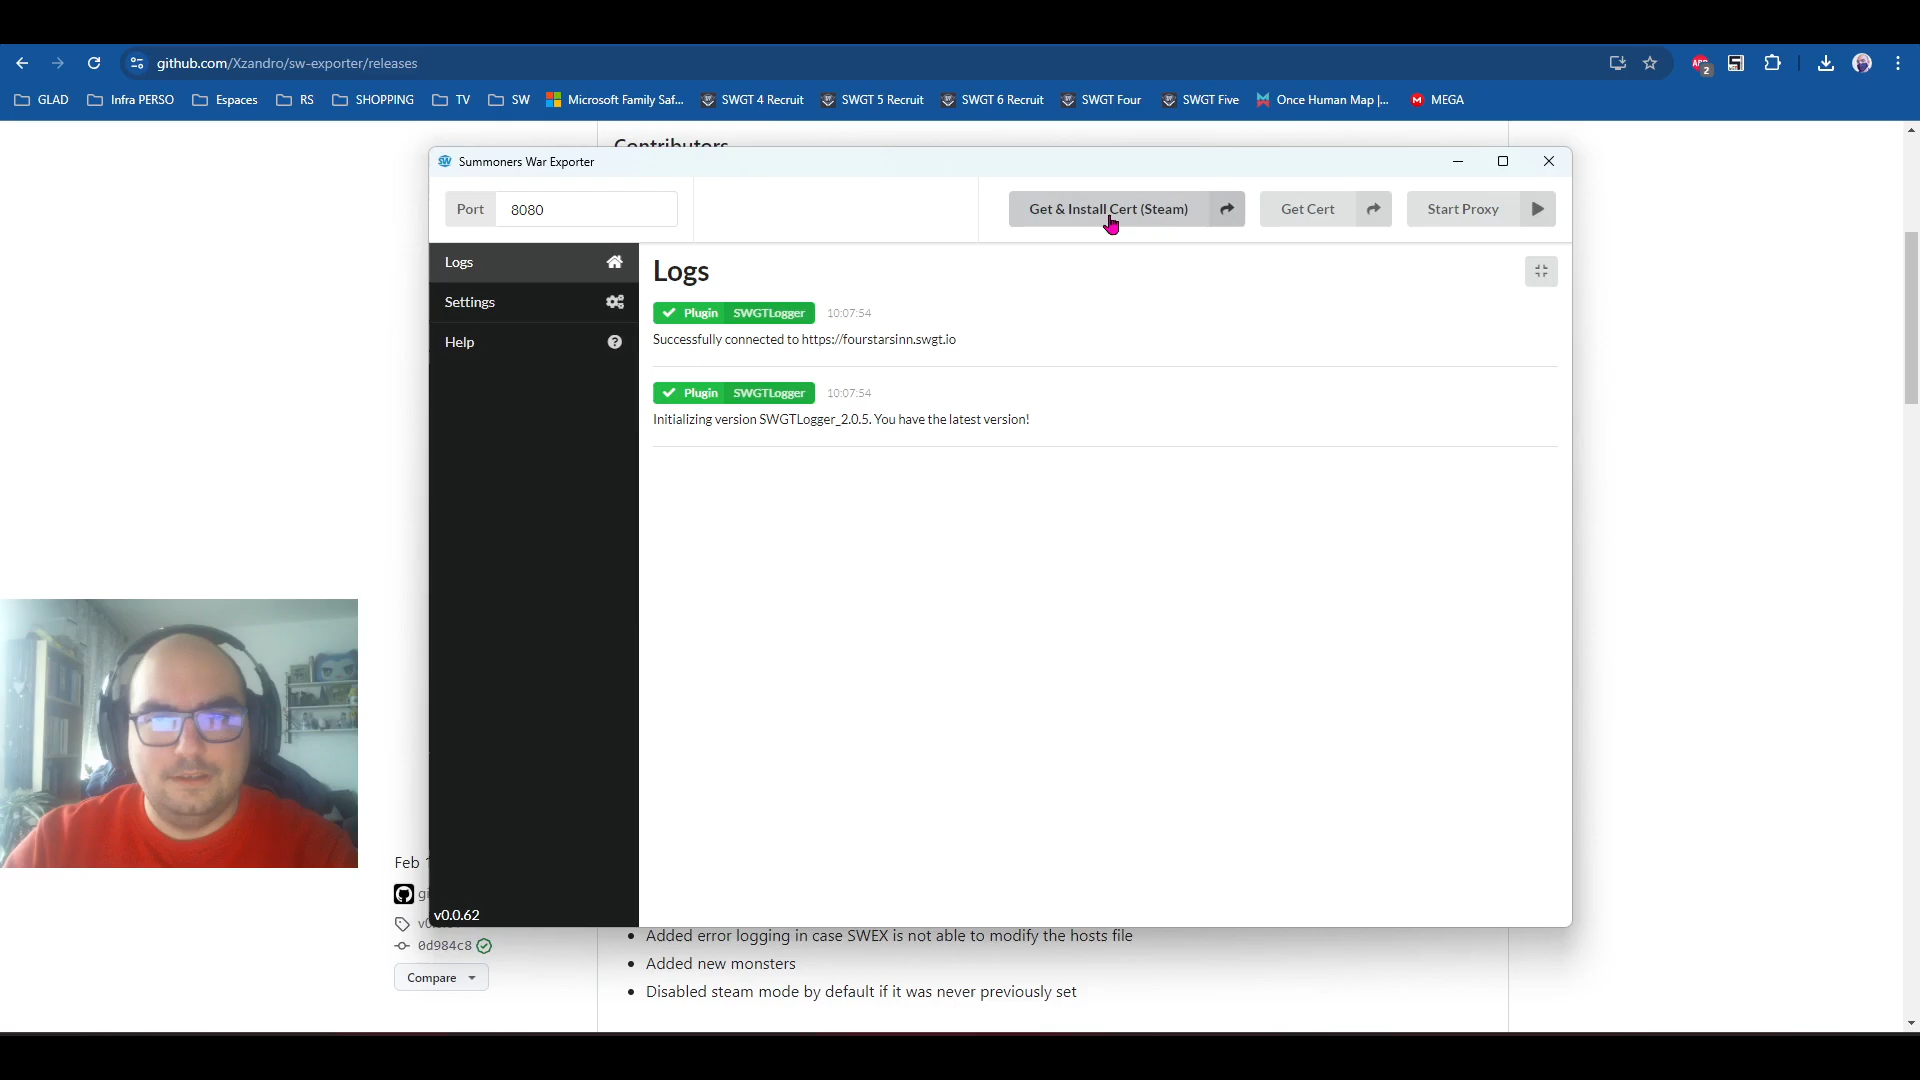 github.com/Xzandro/sw-exporter/releases
2
GLAD
Infra PERSO
Espaces
RS
SHOPPING
TV
SW
Microsoft Family Saf...
SWGT 4 Recruit
SWGT 5 Recruit
SWGT 6 Recruit
SWGT Four
SWGT Five
Once Human Map |...
MEGA
Contributors
Summoners War Exporter
Port
8080
Get & Install Cert (Steam)
Get Cert
Start Proxy
Logs
Settings
Help
v0.0.62
Logs
Plugin SWGTLogger 10:07:54
Successfully connected to https://fourstarsinn.swgt.io
Plugin SWGTLogger 10:07:54
Initializing version SWGTLogger_2.0.5. You have the latest version!
Feb
gi
0d984c8
Compare
Added error logging in case SWEX is not able to modify the hosts file
Added new monsters
Disabled steam mode by default if it was never previously set